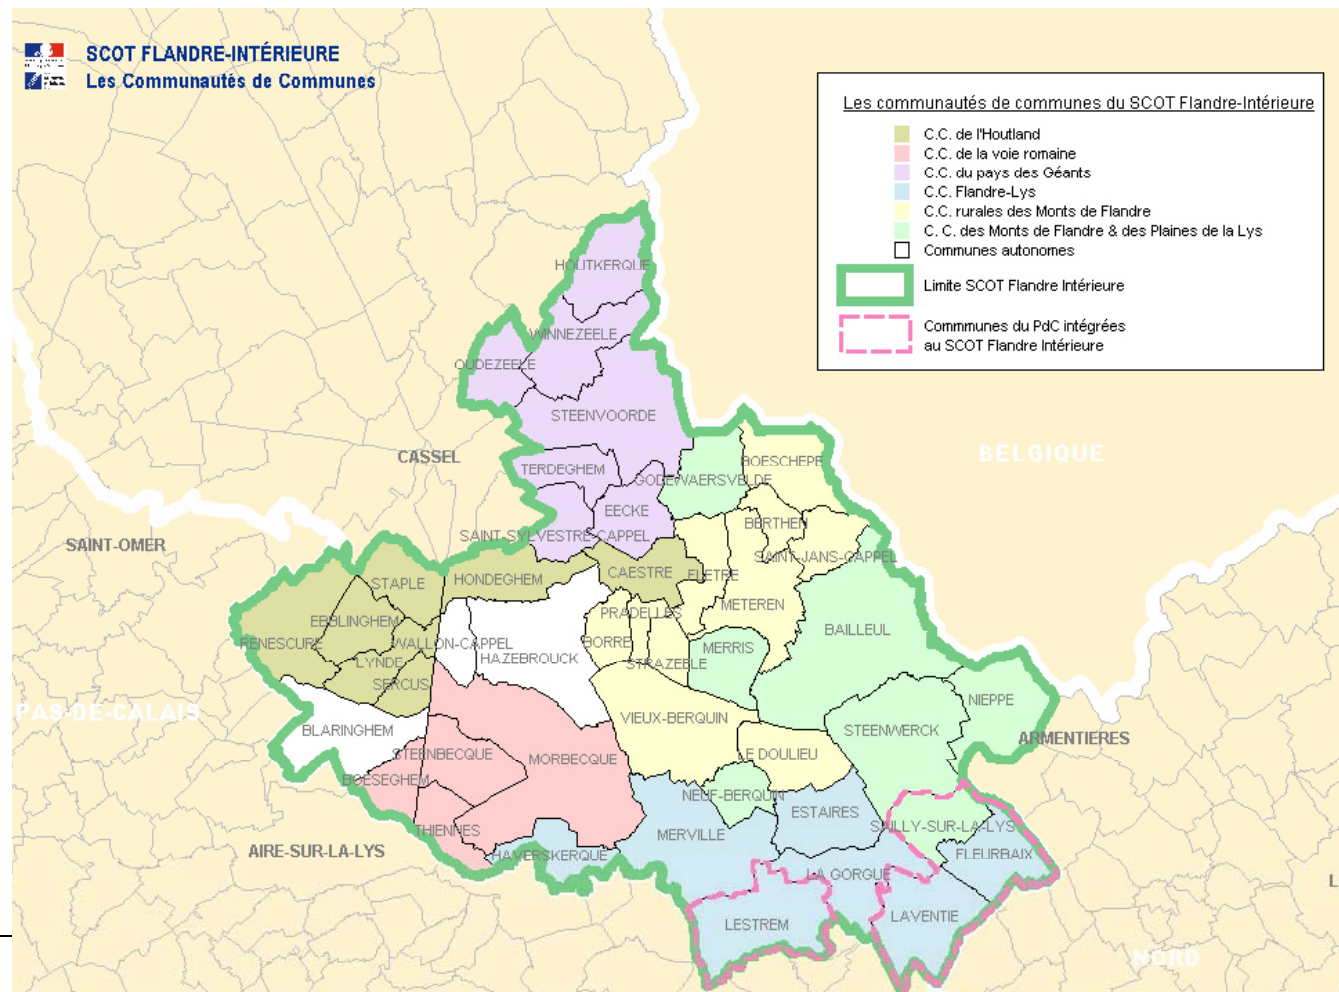 SCOT FLANDRE-INTÉRIEURE
Les Communautés de Communes
Les communautés de communes du SCOT Flandre-Intérieure
C.C. de l'Houtland
C.C. de la voie romaine
C.C. du pays des Géants
C.C. Flandre-Lys
C.C. rurales des Monts de Flandre
C. C. des Monts de Flandre & des Plaines de la Lys
Communes autonomes
Limite SCOT Flandre Intérieure
Commmunes du PdC intégrées
au SCOT Flandre Intérieure
HOUTKERQUE
WINNEZEELE
OUDEZEELE
STEENVOORDE
CASSEL
BELGIQUE
BOESCHEPE
TERDEGHEM
GODEWAERSVELDE
EECKE
BERTHEN
SAINT-SYLVESTRE-CAPPEL
SAINT-OMER
SAINT-JANS-CAPPEL
STAPLE
HONDEGHEM
CAESTRE
FLETRE
METEREN
PRADELLES
EBBLINGHEM
BAILLEUL
RENESCURE
WALLON-CAPPEL
BORRE
MERRIS
HAZEBROUCK
LYNDE
STRAZEELE
SERCUS
NIEPPE
PAS-DE-CALAIS
VIEUX-BERQUIN
BLARINGHEM
STEENWERCK
ARMENTIERES
STEENBECQUE
MORBECQUE
LE DOULIEU
BOESEGHEM
NEUF-BERQUIN
ESTAIRES
SAILLY-SUR-LA-LYS
THIENNES
MERVILLE
AIRE-SUR-LA-LYS
HAVERSKERQUE
FLEURBAIX
LA GORGUE
L
LAVENTIE
LESTREM
NORD